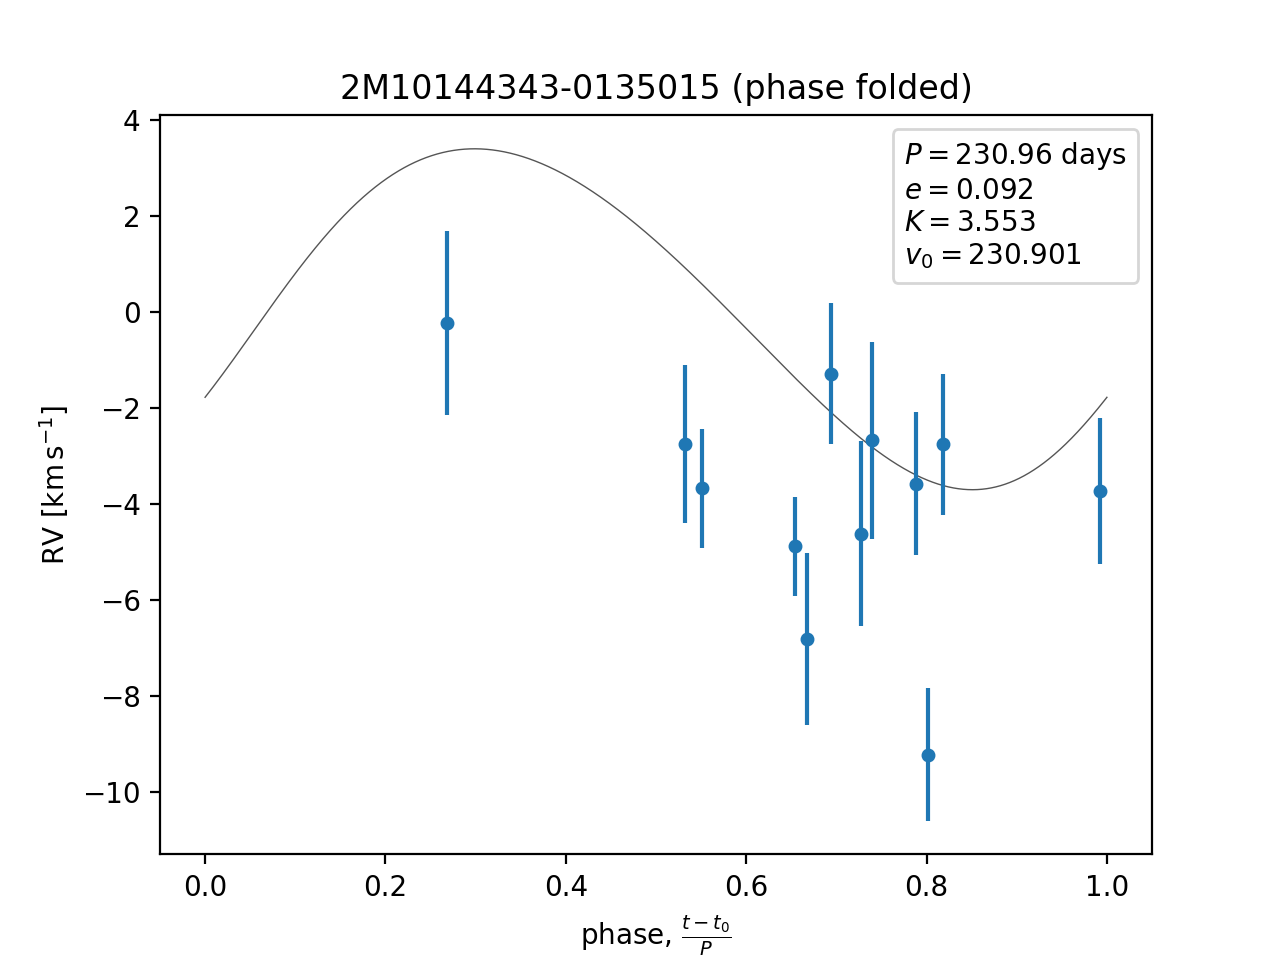 2M10144343-0135015 (phase folded)
P = 230.96 days
e = 0.092
K = 3.553
v₀ = 230.901
4
2
0
−2
−4
−6
−8
−10
RV [km s⁻¹]
0.0 0.2 0.4 0.6 0.8 1.0
phase, (t − t₀)/P